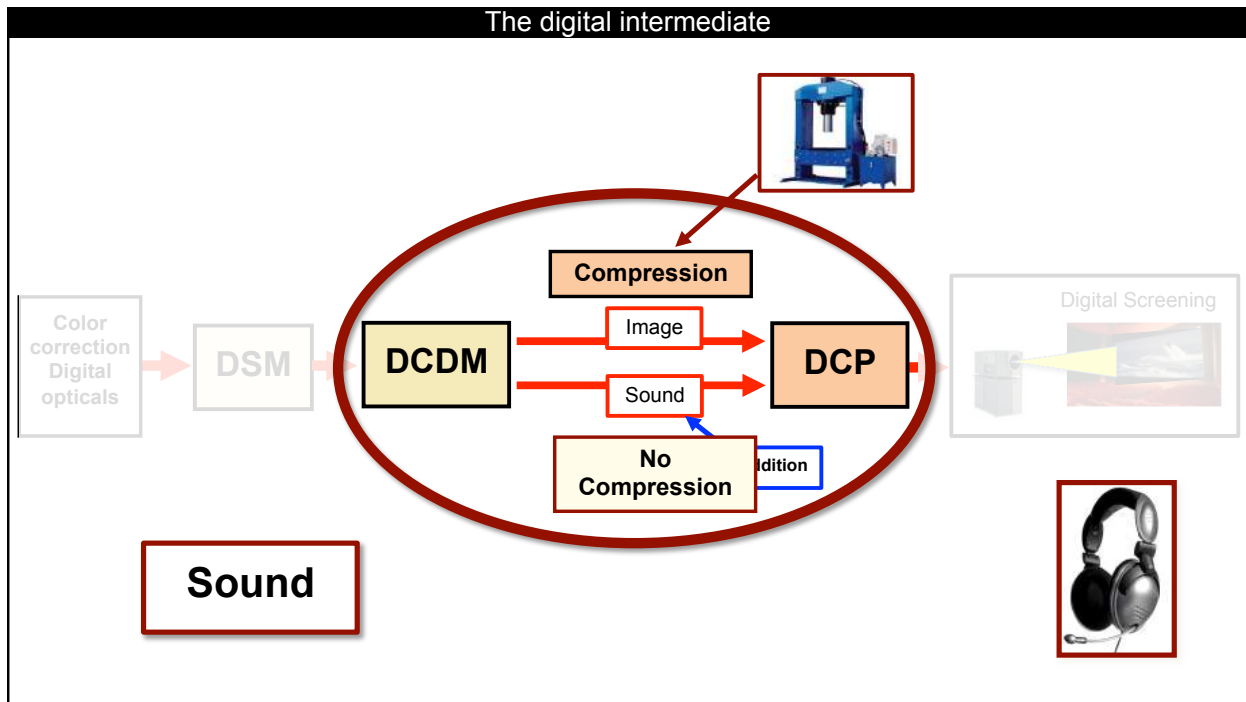 The digital intermediate
Compression
Color
correction
Digital
opticals
DSM
DCDM
Image
Sound
DCP
Digital Screening
No
Compression
ddition
Sound